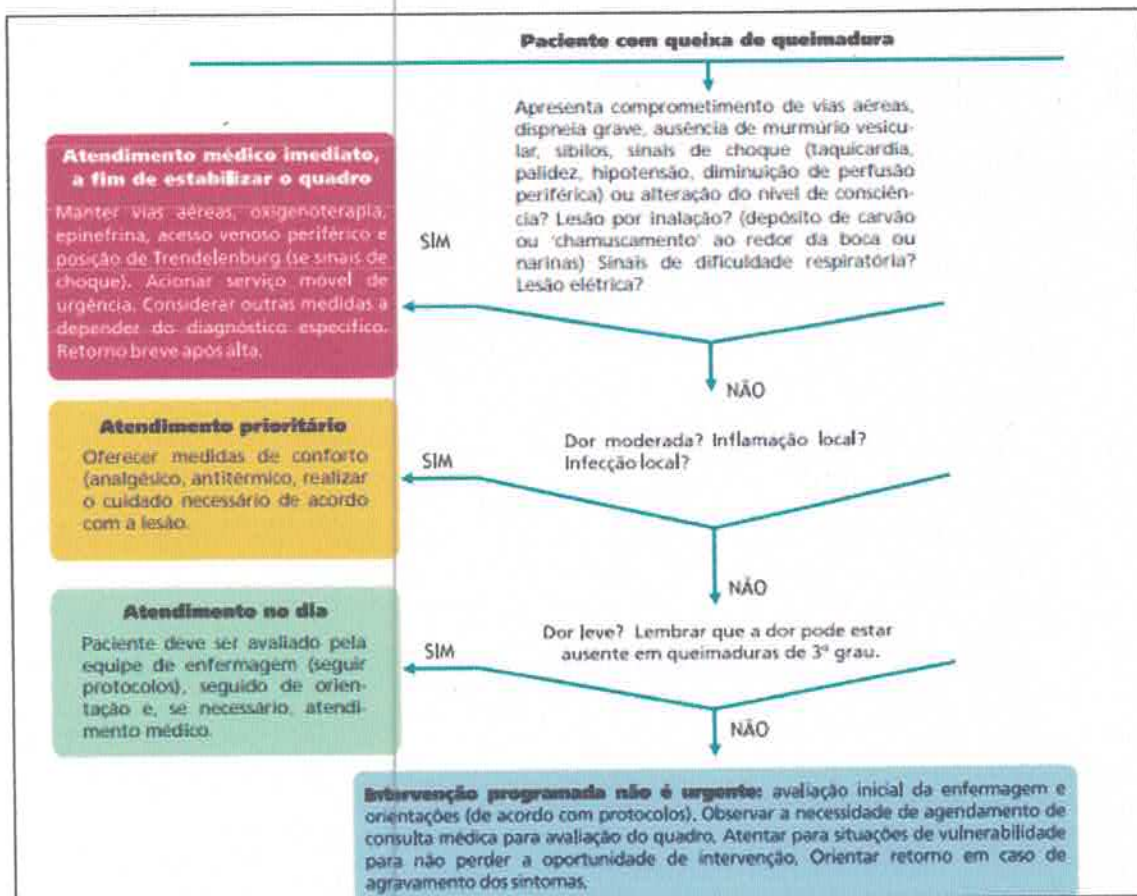 Paciente com queixa de queimadura
Apresenta comprometimento de vias aéreas,
dispneia grave, ausência de murmúrio vesicu-
lar, sibilos, sinais de choque (taquicardia,
palidez, hipotensão, diminuição de perfusão
periférica) ou alteração do nível de consciên-
cia? Lesão por inalação? (depósito de carvão
ou 'chamuscamento' ao redor da boca ou
narinas) Sinais de dificuldade respiratória?
Lesão elétrica?
SIM
Atendimento médico imediato,
a fim de estabilizar o quadro
Manter vias aéreas, oxigenoterapia,
epinefrina, acesso venoso periférico e
posição de Trendelenburg (se sinais de
choque). Acionar serviço móvel de
urgência. Considerar outras medidas a
depender do diagnóstico específico.
Retorno breve após alta.
NÃO
Dor moderada? Inflamação local?
Infecção local?
SIM
Atendimento prioritário
Oferecer medidas de conforto
(analgésico, antitérmico, realizar
o cuidado necessário de acordo
com a lesão.
NÃO
Dor leve? Lembrar que a dor pode estar
ausente em queimaduras de 3º grau.
SIM
Atendimento no dia
Paciente deve ser avaliado pela
equipe de enfermagem (seguir
protocolos), seguido de orien-
tação e, se necessário, atendi-
mento médico.
NÃO
Intervenção programada não é urgente: avaliação inicial da enfermagem e
orientações (de acordo com protocolos). Observar a necessidade de agendamento de
consulta médica para avaliação do quadro. Atentar para situações de vulnerabilidade
para não perder a oportunidade de intervenção. Orientar retorno em caso de
agravamento dos sintomas.